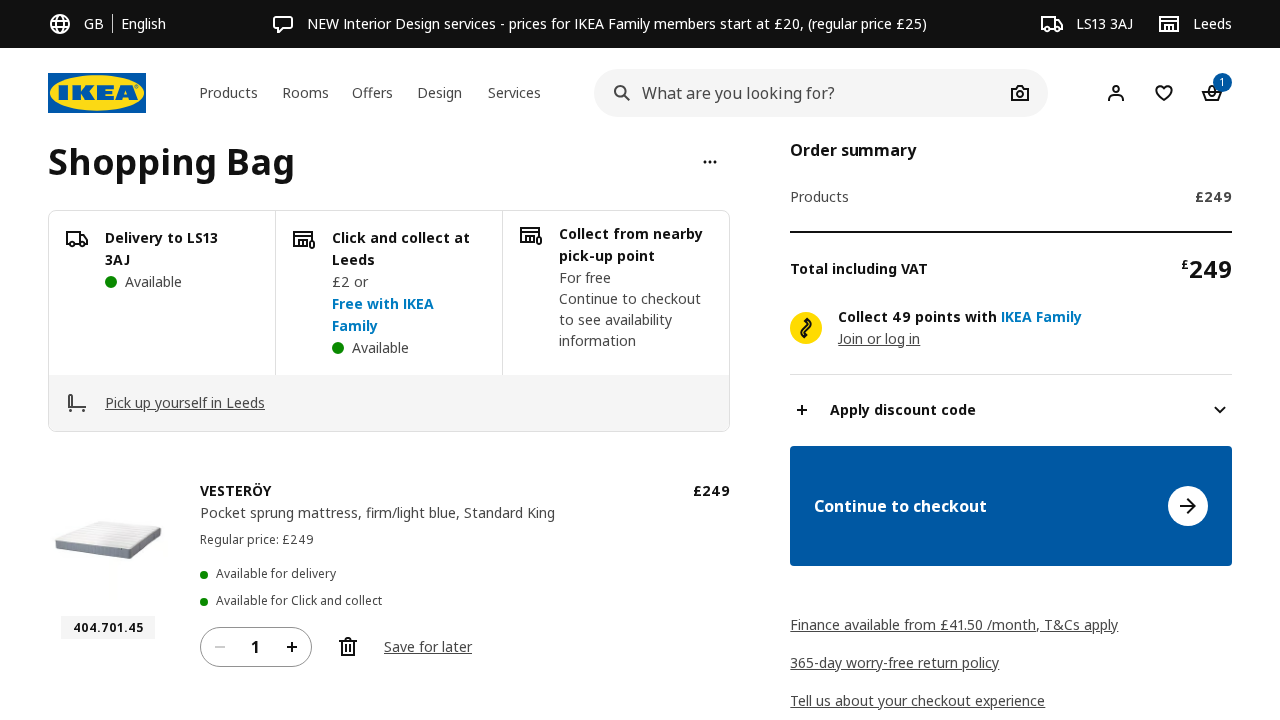 GB
English
NEW Interior Design services - prices for IKEA Family members start at £20, (regular price £25)
LS13 3AJ
Leeds
IKEA
Products
Rooms
Offers
Design
Services
What are you looking for?
1
Shopping Bag
Delivery to LS13
3AJ
Available
Click and collect at
Leeds
£2 or
Free with IKEA
Family
Available
Collect from nearby
pick-up point
For free
Continue to checkout
to see availability
information
Pick up yourself in Leeds
VESTERÖY
£249
Pocket sprung mattress, firm/light blue, Standard King
Regular price: £249
Available for delivery
Available for Click and collect
404.701.45
1
Save for later
Order summary
Products
£249
Total including VAT
£249
Collect 49 points with IKEA Family
Join or log in
Apply discount code
Continue to checkout
Finance available from £41.50 /month, T&Cs apply
365-day worry-free return policy
Tell us about your checkout experience